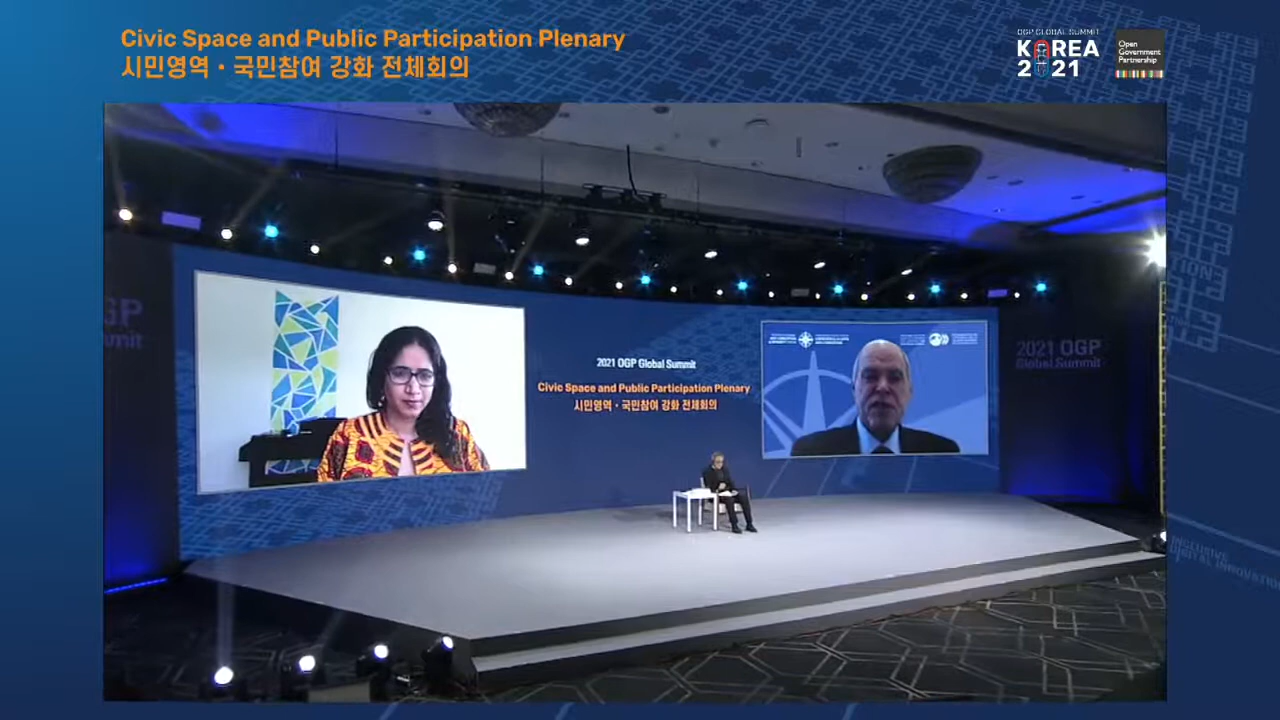 Civic Space and Public Participation Plenary
시민영역·국민참여 강화 전체회의
OGP GLOBAL SUMMIT
KOREA
2021
Open
Government
Partnership
2021 OGP Global Summit
Civic Space and Public Participation Plenary
시민영역·국민참여 강화 전체회의
2021 OGP
Global Summit